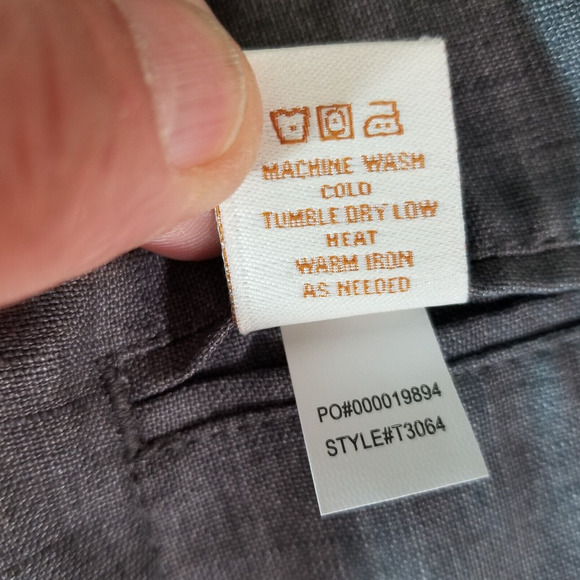 MACHINE WASH
COLD
TUMBLE DRY LOW
HEAT
WARM IRON
AS NEEDED
PO#000019894
STYLE#T3064